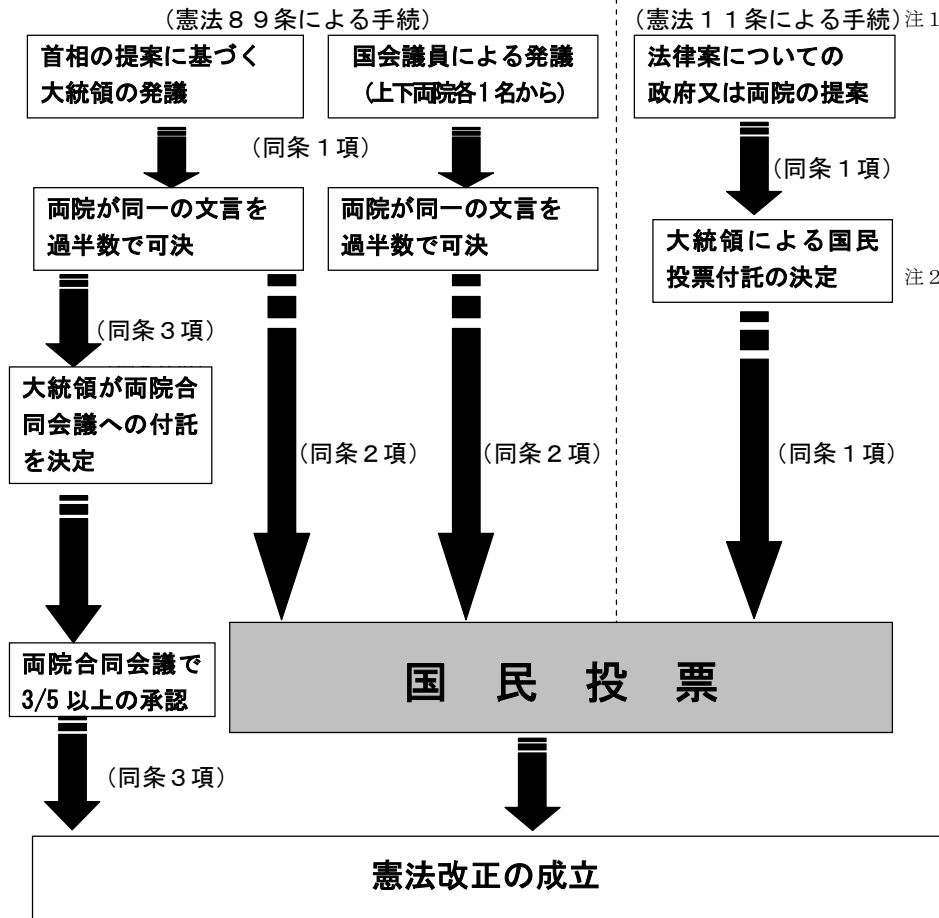 (憲法８９条による手続)
(憲法１１条による手続) 注１
首相の提案に基づく
大統領の発議
国会議員による発議
(上下両院各１名から)
法律案についての
政府又は両院の提案
(同条１項)
(同条１項)
両院が同一の文言を
過半数で可決
両院が同一の文言を
過半数で可決
大統領による国民
投票付託の決定
注２
(同条３項)
大統領が両院合
同会議への付託
を決定
(同条２項)
(同条２項)
(同条１項)
両院合同会議で
3/5 以上の承認
国 民 投 票
(同条３項)
憲法改正の成立